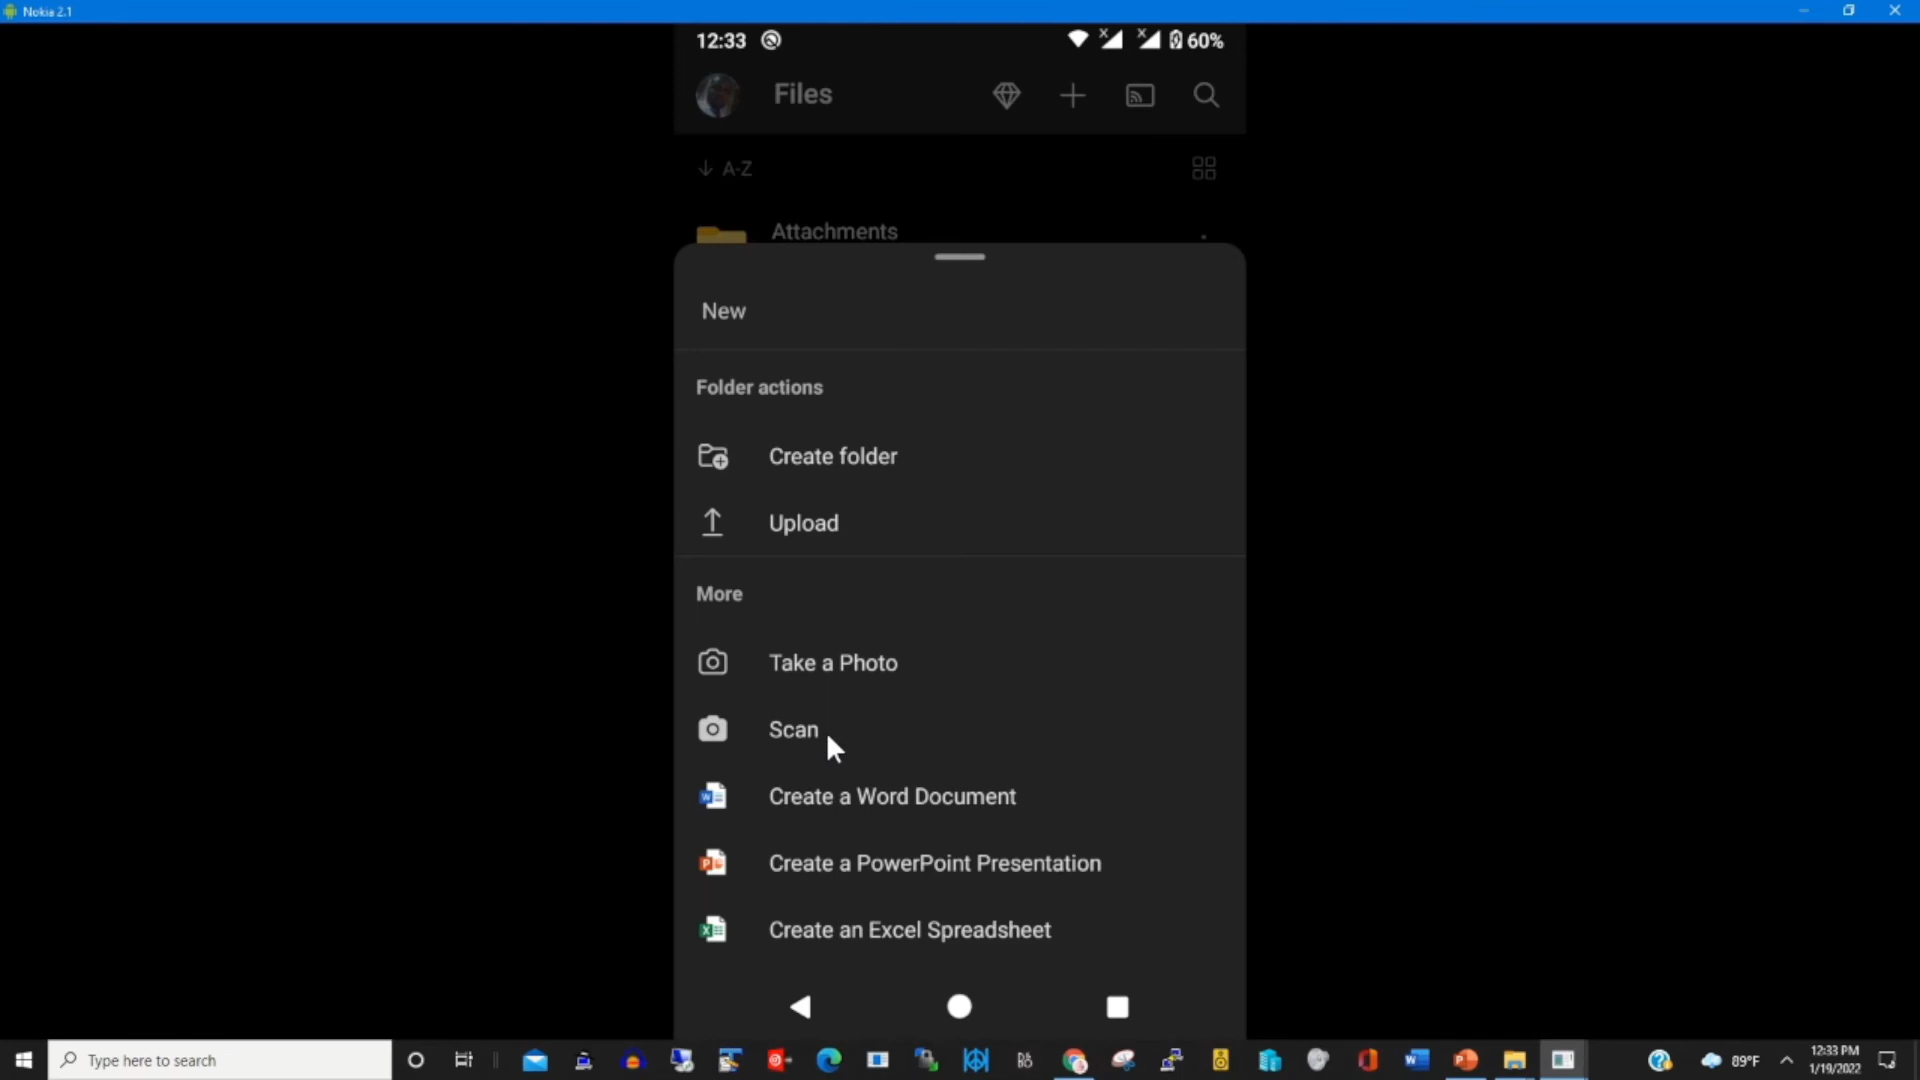 Nokia 2.1
12:33
60%
Files
A-Z
Attachments
New
Folder actions
Create folder
Upload
More
Take a Photo
Scan
Create a Word Document
Create a PowerPoint Presentation
Create an Excel Spreadsheet
Type here to search
89°F
12:33 PM
1/19/2022